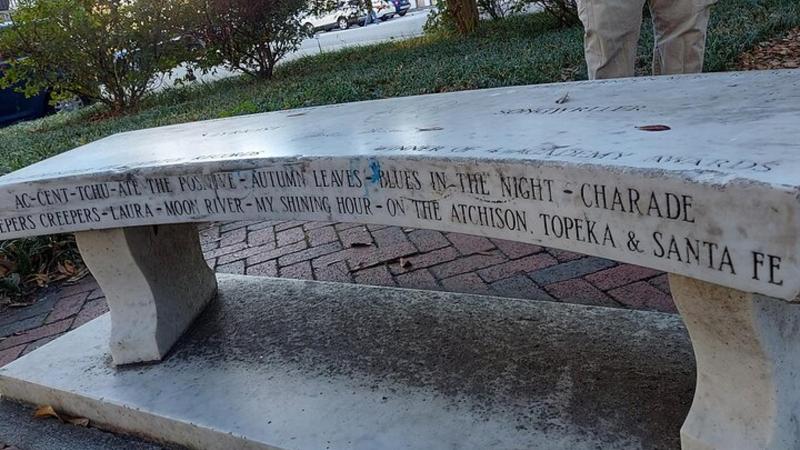 SONGWRITER
WINNER OF 4 ACADEMY AWARDS
AC-CENT-TCHU-ATE THE POSITIVE - AUTUMN LEAVES - BLUES IN THE NIGHT - CHARADE
EEPERS CREEPERS - LAURA - MOON RIVER - MY SHINING HOUR - ON THE ATCHISON, TOPEKA & SANTA FE